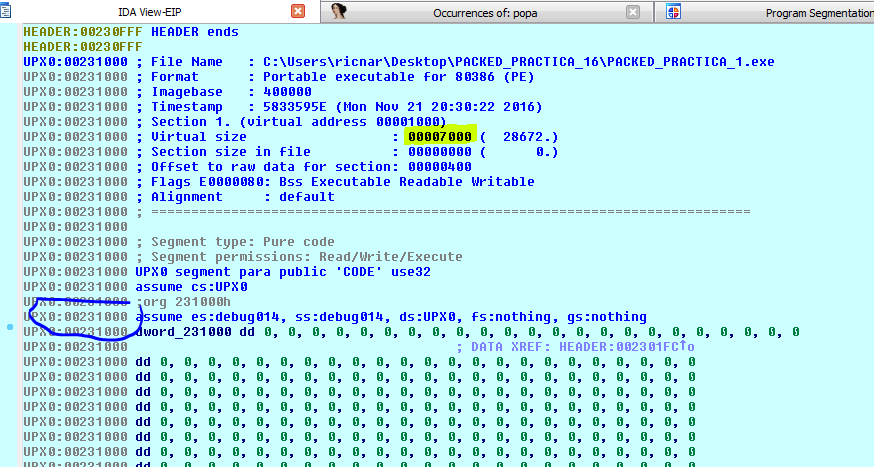 IDA View-EIP
Occurrences of: popa
Program Segmentation
HEADER:00230FFF HEADER ends
HEADER:00230FFF
UPX0:00231000 ; File Name   : C:\Users\ricnar\Desktop\PACKED_PRACTICA_16\PACKED_PRACTICA_1.exe
UPX0:00231000 ; Format      : Portable executable for 80386 (PE)
UPX0:00231000 ; Imagebase   : 400000
UPX0:00231000 ; Timestamp   : 5833595E (Mon Nov 21 20:30:22 2016)
UPX0:00231000 ; Section 1. (virtual address 00001000)
UPX0:00231000 ; Virtual size                  : 00007000 (  28672.)
UPX0:00231000 ; Section size in file          : 00000000 (      0.)
UPX0:00231000 ; Offset to raw data for section: 00000400
UPX0:00231000 ; Flags E0000080: Bss Executable Readable Writable
UPX0:00231000 ; Alignment     : default
UPX0:00231000 ; ===========================================================================
UPX0:00231000
UPX0:00231000 ; Segment type: Pure code
UPX0:00231000 ; Segment permissions: Read/Write/Execute
UPX0:00231000 UPX0 segment para public 'CODE' use32
UPX0:00231000 assume cs:UPX0
UPX0:00231000 ;org 231000h
UPX0:00231000 assume es:debug014, ss:debug014, ds:UPX0, fs:nothing, gs:nothing
UPX0:00231000 dword_231000 dd 0, 0, 0, 0, 0, 0, 0, 0, 0, 0, 0, 0, 0, 0, 0, 0, 0, 0, 0, 0, 0, 0
UPX0:00231000                                         ; DATA XREF: HEADER:002301FC↑o
UPX0:00231000 dd 0, 0, 0, 0, 0, 0, 0, 0, 0, 0, 0, 0, 0, 0, 0, 0, 0, 0, 0, 0, 0, 0
UPX0:00231000 dd 0, 0, 0, 0, 0, 0, 0, 0, 0, 0, 0, 0, 0, 0, 0, 0, 0, 0, 0, 0, 0, 0
UPX0:00231000 dd 0, 0, 0, 0, 0, 0, 0, 0, 0, 0, 0, 0, 0, 0, 0, 0, 0, 0, 0, 0, 0, 0
UPX0:00231000 dd 0, 0, 0, 0, 0, 0, 0, 0, 0, 0, 0, 0, 0, 0, 0, 0, 0, 0, 0, 0, 0, 0
UPX0:00231000 dd 0, 0, 0, 0, 0, 0, 0, 0, 0, 0, 0, 0, 0, 0, 0, 0, 0, 0, 0, 0, 0, 0
UPX0:00231000 dd 0, 0, 0, 0, 0, 0, 0, 0, 0, 0, 0, 0, 0, 0, 0, 0, 0, 0, 0, 0, 0, 0
UPX0:00231000 dd 0, 0, 0, 0, 0, 0, 0, 0, 0, 0, 0, 0, 0, 0, 0, 0, 0, 0, 0, 0, 0, 0